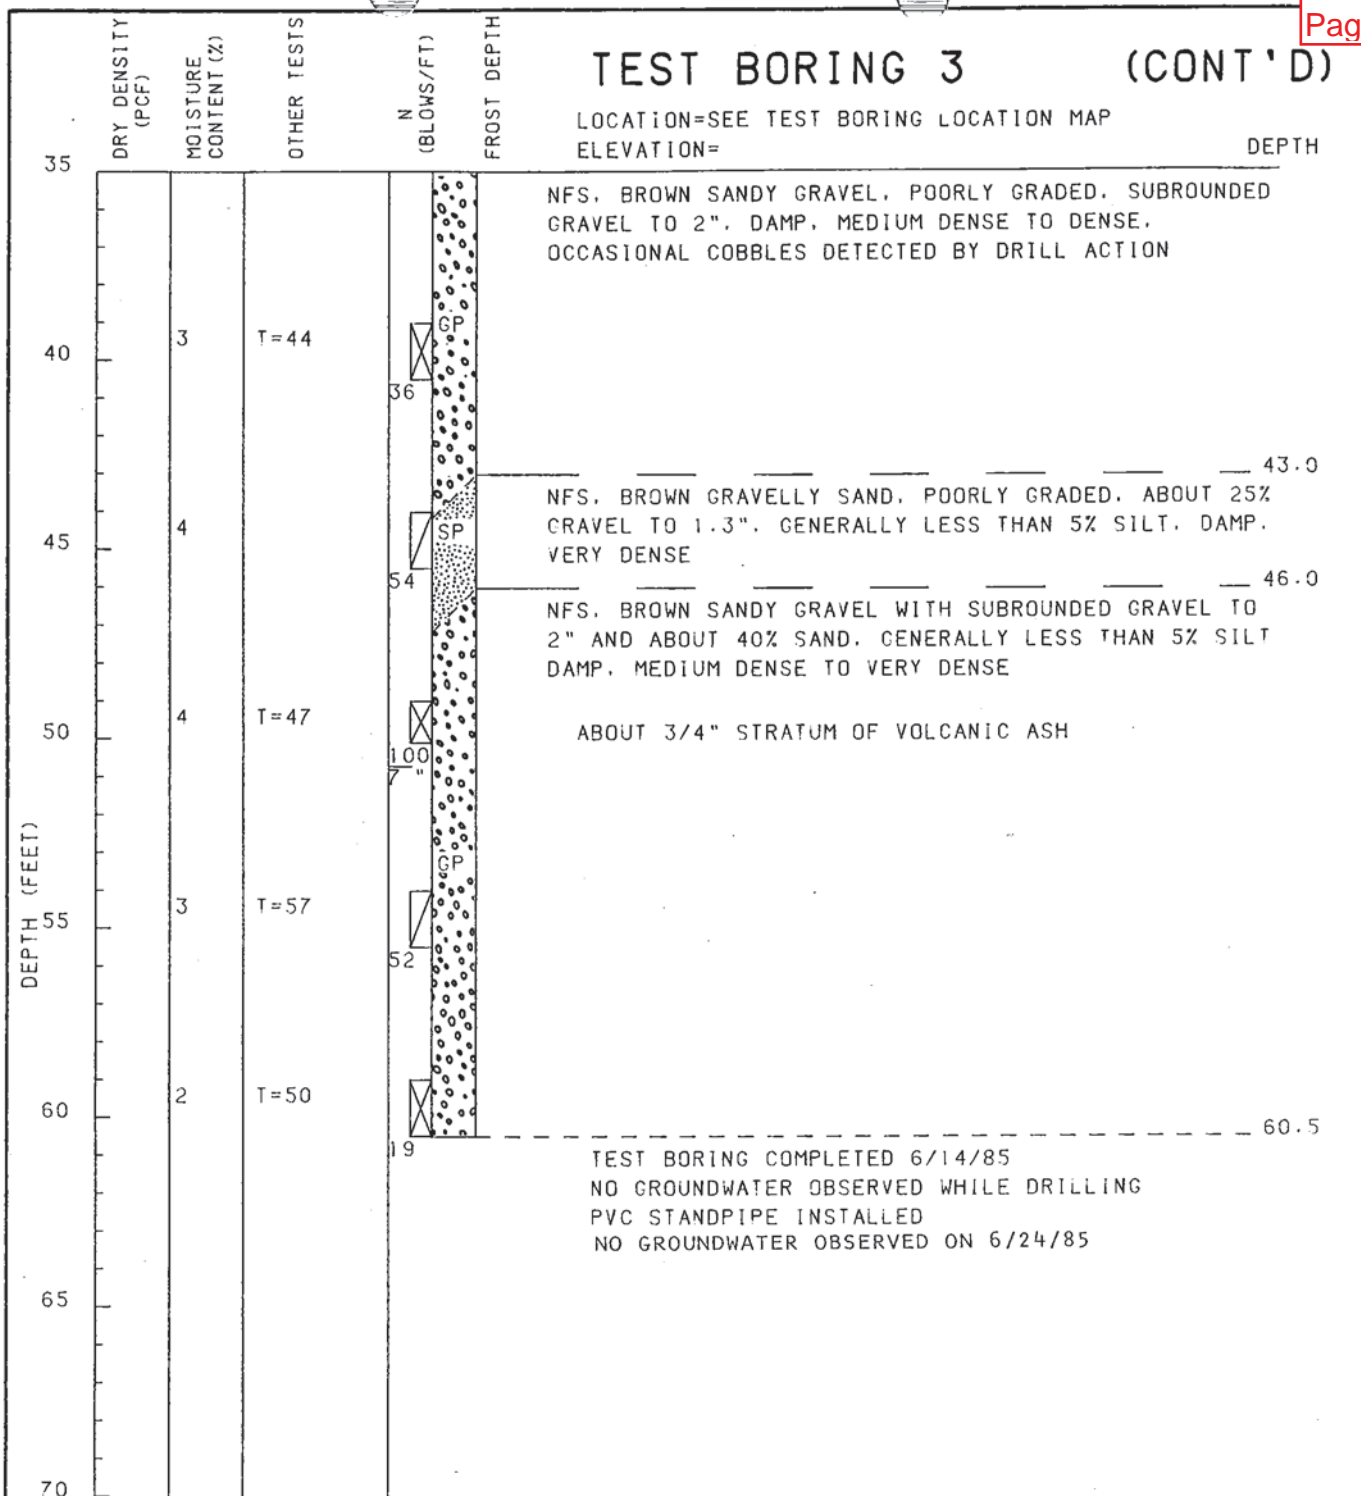 Pag
DRY DENSITY
(PCF)
MOISTURE
CONTENT (%)
OTHER TESTS
N
(BLOWS/FT)
FROST DEPTH
TEST BORING 3 (CONT'D)
LOCATION=SEE TEST BORING LOCATION MAP
ELEVATION= DEPTH
35
NFS, BROWN SANDY GRAVEL, POORLY GRADED, SUBROUNDED
GRAVEL TO 2", DAMP, MEDIUM DENSE TO DENSE,
OCCASIONAL COBBLES DETECTED BY DRILL ACTION
GP
40 3 T=44
36
43.0
NFS, BROWN GRAVELLY SAND, POORLY GRADED, ABOUT 25%
GRAVEL TO 1.3", GENERALLY LESS THAN 5% SILT, DAMP,
VERY DENSE
45 4 SP
54
46.0
NFS, BROWN SANDY GRAVEL WITH SUBROUNDED GRAVEL TO
2" AND ABOUT 40% SAND, GENERALLY LESS THAN 5% SILT
DAMP, MEDIUM DENSE TO VERY DENSE
50 4 T=47 ABOUT 3/4" STRATUM OF VOLCANIC ASH
100
7"
GP
DEPTH (FEET)
55 3 T=57
52
60 2 T=50
60.5
19
TEST BORING COMPLETED 6/14/85
NO GROUNDWATER OBSERVED WHILE DRILLING
PVC STANDPIPE INSTALLED
NO GROUNDWATER OBSERVED ON 6/24/85
65
70